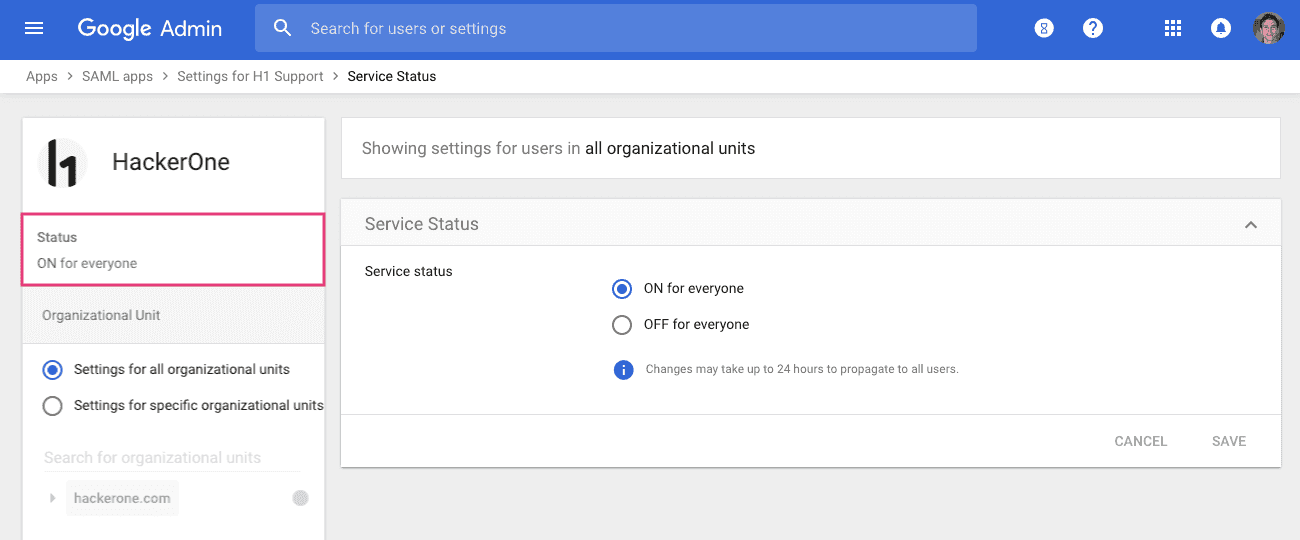 Google Admin
Search for users or settings
Apps > SAML apps > Settings for H1 Support > Service Status
h1
HackerOne
Status
ON for everyone
Organizational Unit
Settings for all organizational units
Settings for specific organizational units
Search for organizational units
hackerone.com
Showing settings for users in all organizational units
Service Status
Service status
ON for everyone
OFF for everyone
Changes may take up to 24 hours to propagate to all users.
CANCEL
SAVE